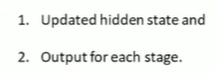 1. Updated hidden state and
2. Output for each stage.